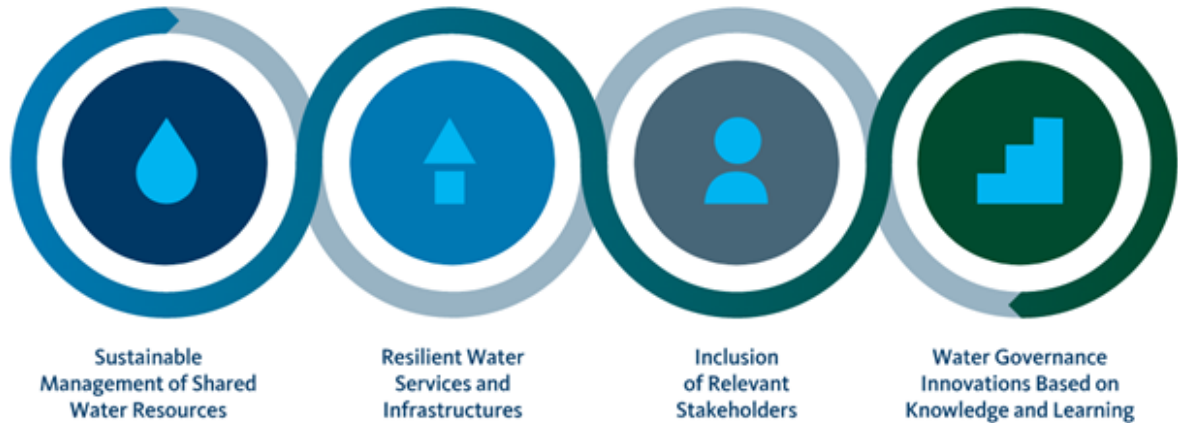 Sustainable
Management of Shared
Water Resources
Resilient Water
Services and
Infrastructures
Inclusion
of Relevant
Stakeholders
Water Governance
Innovations Based on
Knowledge and Learning